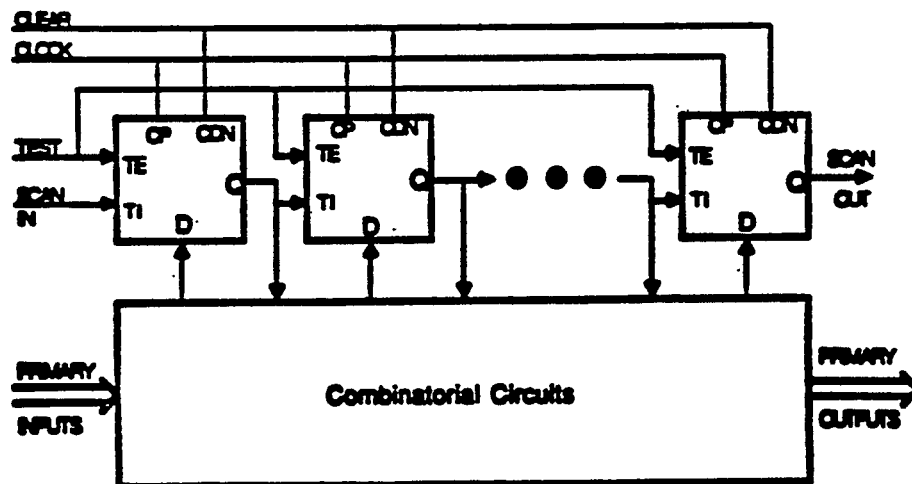 CLEAR
CLOCK
CP CDN
CP CDN
CP CDN
TEST
TE
TE
TE
SCAN
IN
TI
TI
TI
Q
Q
Q
SCAN
OUT
D
D
D
PRIMARY
INPUTS
Combinatorial Circuits
PRIMARY
OUTPUTS